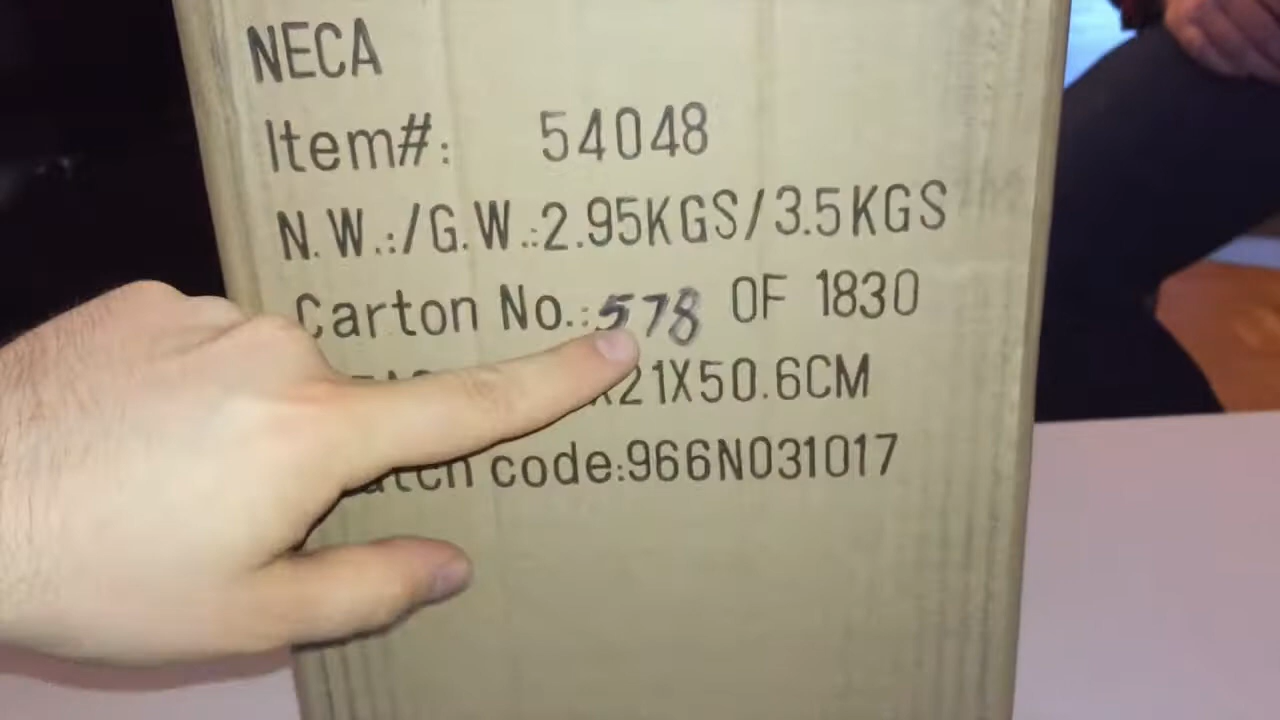 NECA
Item#: 54048
N.W.:/G.W.:2.95KGS/3.5KGS
Carton No.:578 OF 1830
X21X50.6CM
code:966N031017